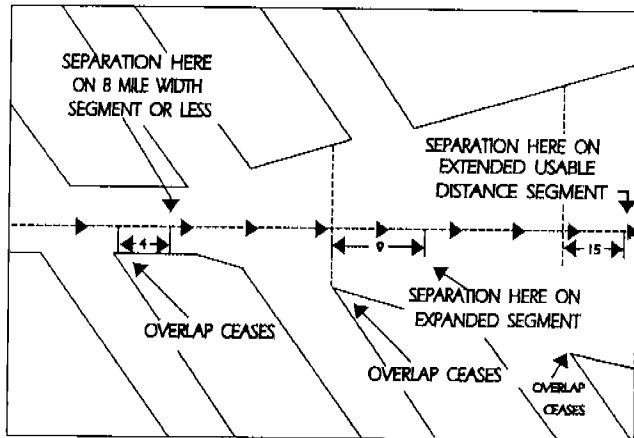 SEPARATION HERE
ON 8 MILE WIDTH
SEGMENT OR LESS
SEPARATION HERE ON
EXTENDED USABLE
DISTANCE SEGMENT
4
9
15
SEPARATION HERE ON
EXPANDED SEGMENT
OVERLAP CEASES
OVERLAP CEASES
OVERLAP
CEASES